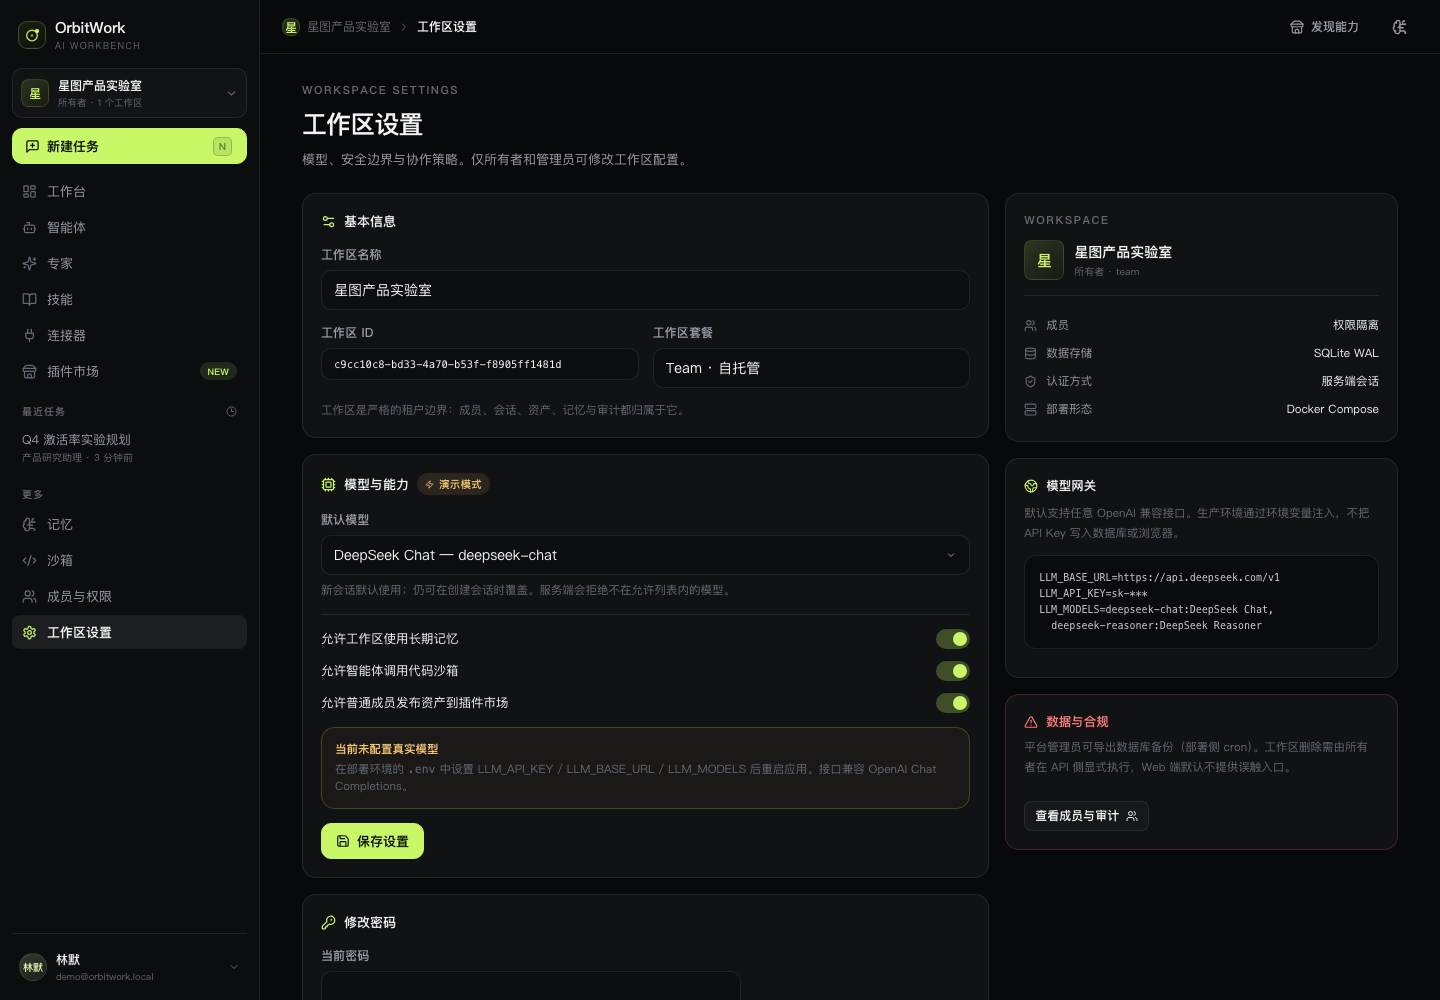 OrbitWork
AI WORKBENCH
星
星图产品实验室
所有者 · 1 个工作区
新建任务
N
工作台
智能体
专家
技能
连接器
插件市场
NEW
最近任务
Q4 激活率实验规划
产品研究助理 · 3 分钟前
更多
记忆
沙箱
成员与权限
工作区设置
林默
林默
demo@orbitwork.local
星
星图产品实验室
工作区设置
发现能力
WORKSPACE SETTINGS
工作区设置
模型、安全边界与协作策略。仅所有者和管理员可修改工作区配置。
基本信息
工作区名称
星图产品实验室
工作区 ID
工作区套餐
c9cc10c8-bd33-4a70-b53f-f8905ff1481d
Team · 自托管
工作区是严格的租户边界：成员、会话、资产、记忆与审计都归属于它。
模型与能力
演示模式
默认模型
DeepSeek Chat — deepseek-chat
新会话默认使用；仍可在创建会话时覆盖。服务端会拒绝不在允许列表内的模型。
允许工作区使用长期记忆
允许智能体调用代码沙箱
允许普通成员发布资产到插件市场
当前未配置真实模型
在部署环境的 .env 中设置 LLM_API_KEY / LLM_BASE_URL / LLM_MODELS 后重启应用。接口兼容 OpenAI Chat
Completions。
保存设置
修改密码
当前密码
WORKSPACE
星
星图产品实验室
所有者 · team
成员
权限隔离
数据存储
SQLite WAL
认证方式
服务端会话
部署形态
Docker Compose
模型网关
默认支持任意 OpenAI 兼容接口。生产环境通过环境变量注入，不把
API Key 写入数据库或浏览器。
LLM_BASE_URL=https://api.deepseek.com/v1
LLM_API_KEY=sk-***
LLM_MODELS=deepseek-chat:DeepSeek Chat,
deepseek-reasoner:DeepSeek Reasoner
数据与合规
平台管理员可导出数据库备份（部署侧 cron）。工作区删除需由所有
者在 API 侧显式执行，Web 端默认不提供误触入口。
查看成员与审计